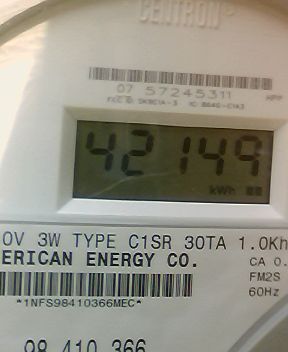 CENTRON®
07 57245311
42149
kWh
0V 3W TYPE C1SR 30TA 1.0Kh
ERICAN ENERGY CO.
CA 0.
FM2S
60Hz
*1NFS98410366MEC*
98 410 366